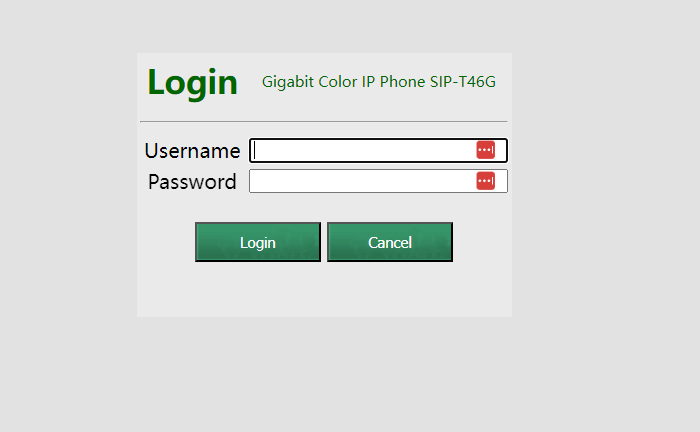 Login Gigabit Color IP Phone SIP-T46G
Username
Password
Login Cancel